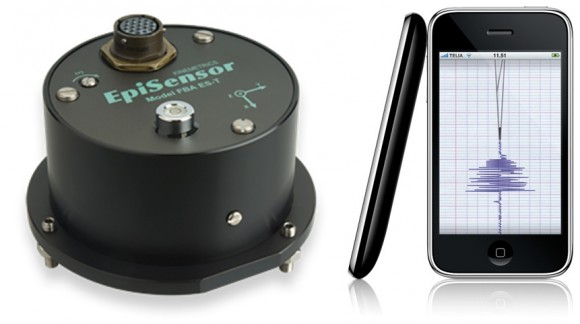 KINEMETRICS
EpiSensor
Model FBA ES-T
TELIA
11.51